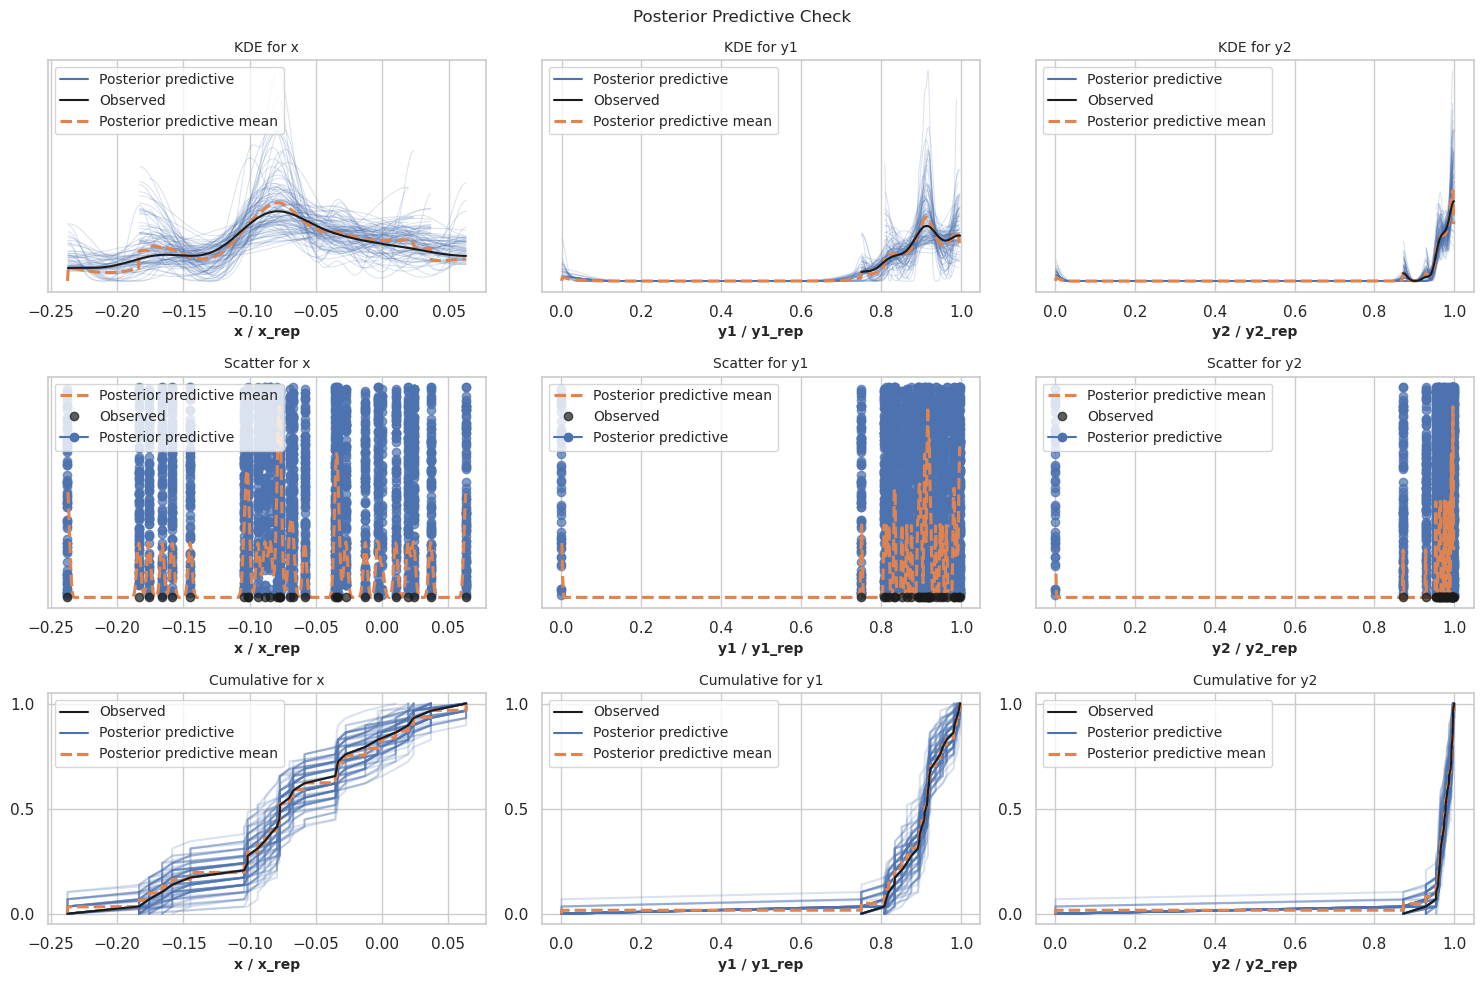 Posterior Predictive Check
KDE for x
Posterior predictive
Observed
Posterior predictive mean
−0.25 −0.20 −0.15 −0.10 −0.05 0.00 0.05
x / x_rep
KDE for y1
Posterior predictive
Observed
Posterior predictive mean
0.0 0.2 0.4 0.6 0.8 1.0
y1 / y1_rep
KDE for y2
Posterior predictive
Observed
Posterior predictive mean
0.0 0.2 0.4 0.6 0.8 1.0
y2 / y2_rep
Scatter for x
Posterior predictive mean
Observed
Posterior predictive
−0.25 −0.20 −0.15 −0.10 −0.05 0.00 0.05
x / x_rep
Scatter for y1
Posterior predictive mean
Observed
Posterior predictive
0.0 0.2 0.4 0.6 0.8 1.0
y1 / y1_rep
Scatter for y2
Posterior predictive mean
Observed
Posterior predictive
0.0 0.2 0.4 0.6 0.8 1.0
y2 / y2_rep
Cumulative for x
Observed
Posterior predictive
Posterior predictive mean
1.0
0.5
0.0
−0.25 −0.20 −0.15 −0.10 −0.05 0.00 0.05
x / x_rep
Cumulative for y1
Observed
Posterior predictive
Posterior predictive mean
1.0
0.5
0.0
0.0 0.2 0.4 0.6 0.8 1.0
y1 / y1_rep
Cumulative for y2
Observed
Posterior predictive
Posterior predictive mean
1.0
0.5
0.0
0.0 0.2 0.4 0.6 0.8 1.0
y2 / y2_rep